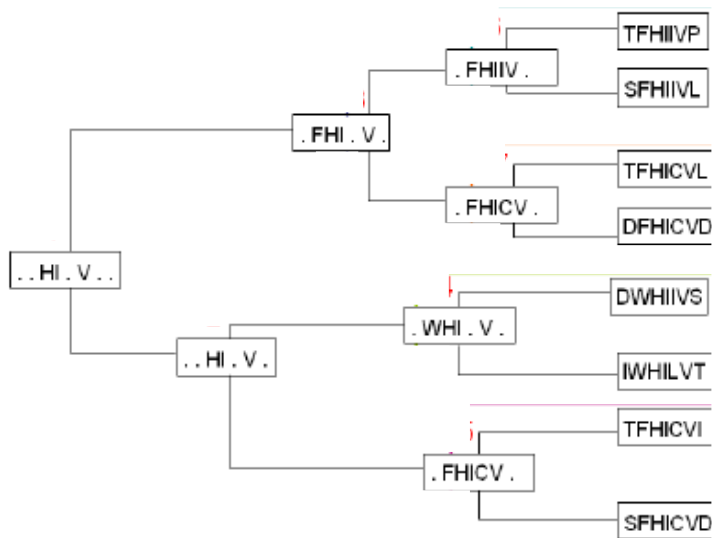 TFHIIVP
. FHIIV .
SFHIIVL
. FHI . V .
TFHICVL
. FHICV .
DFHICVD
. . HI . V . .
DWHIIVS
. WHI . V .
. . HI . V .
IWHILVT
TFHICVI
. FHICV .
SFHICVD